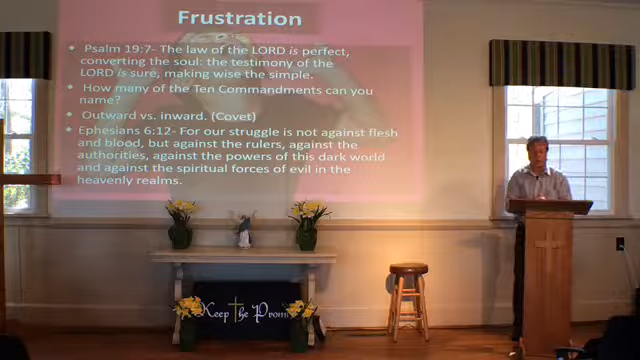 Frustration
• Psalm 19:7- The law of the LORD is perfect,
converting the soul: the testimony of the
LORD is sure, making wise the simple.
• How many of the Ten Commandments can you
name?
• Outward vs. inward. (Covet)
• Ephesians 6:12- For our struggle is not against flesh
and blood, but against the rulers, against the
authorities, against the powers of this dark world
and against the spiritual forces of evil in the
heavenly realms.
Keep the Promi